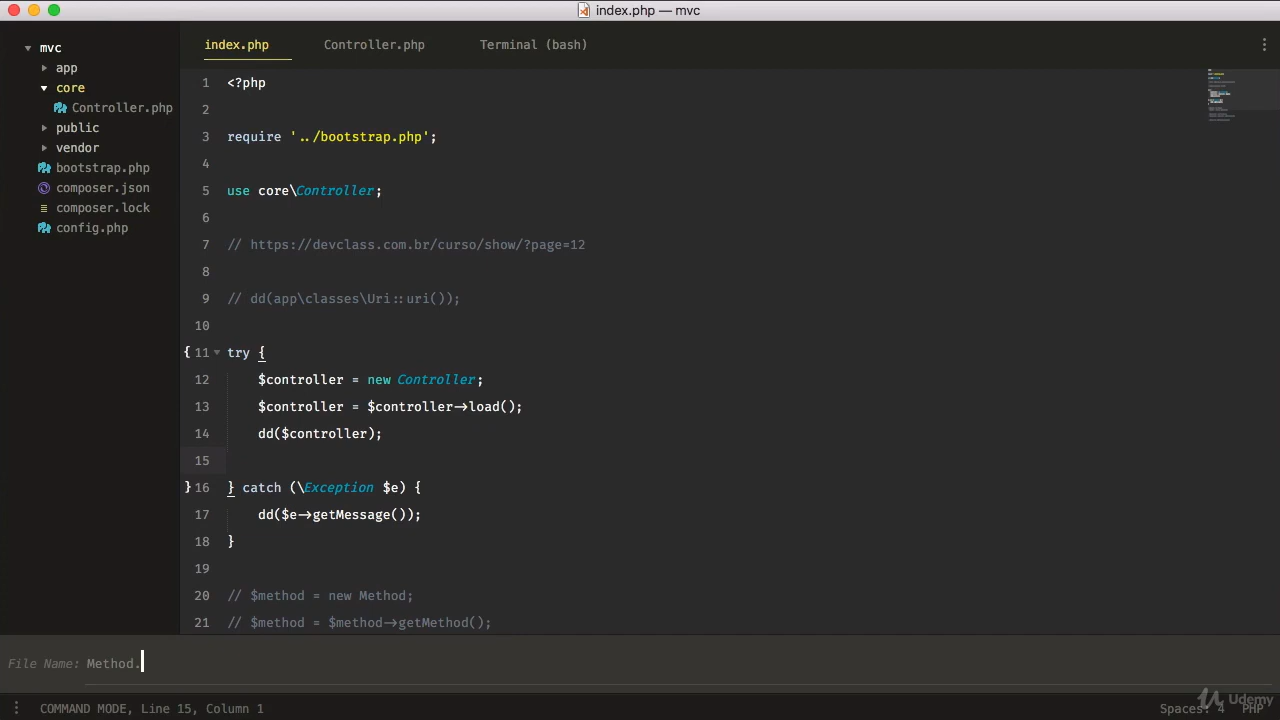 index.php — mvc
mvc
app
core
Controller.php
public
vendor
bootstrap.php
composer.json
composer.lock
config.php
index.php Controller.php Terminal (bash)
1 <?php
2
3 require '../bootstrap.php';
4
5 use core\Controller;
6
7 // https://devclass.com.br/curso/show/?page=12
8
9 // dd(app\classes\Uri::uri());
10
{ 11 try {
12 $controller = new Controller;
13 $controller = $controller->load();
14 dd($controller);
15
} 16 } catch (\Exception $e) {
17 dd($e->getMessage());
18 }
19
20 // $method = new Method;
21 // $method = $method->getMethod();
File Name: Method.
COMMAND MODE, Line 15, Column 1
Spaces: 4 PHP
Udemy